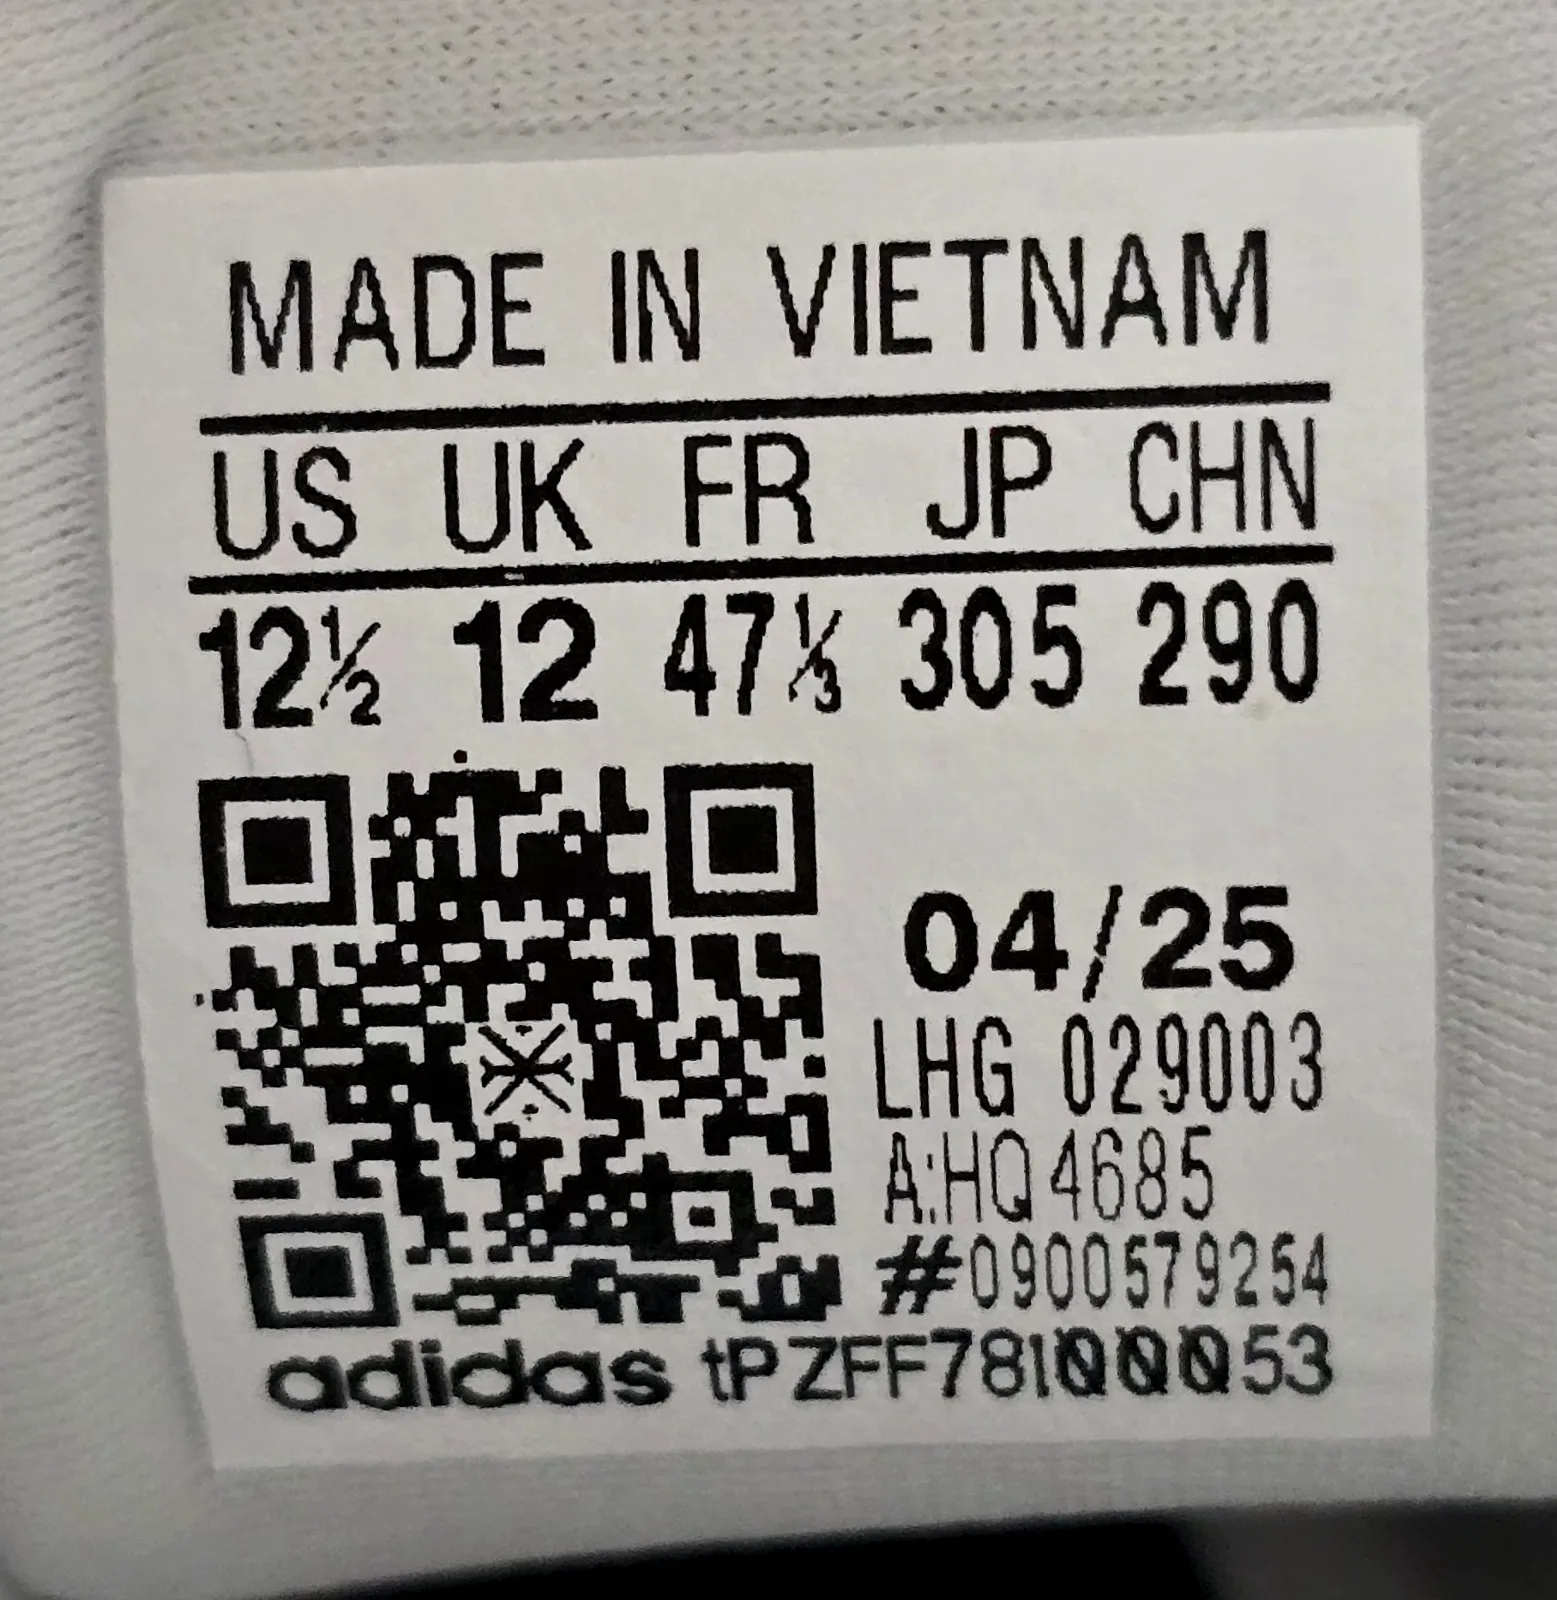 MADE IN VIETNAM
US UK FR JP CHN
12½ 12 47⅓ 305 290
04/25
LHG 029003
A:HQ4685
#0900579254
adidas tPZFF78100053